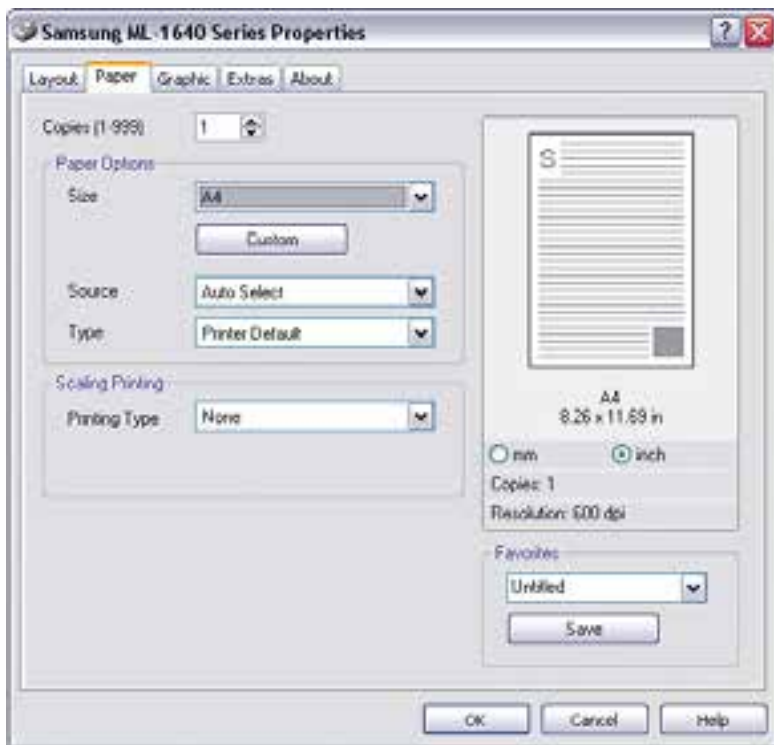 Samsung ML-1640 Series Properties
?
Layout Paper Graphic Extras About
Copies (1-999) 1
Paper Options
Size A4
Custom
Source Auto Select
Type Printer Default
Scaling Printing
Printing Type None
S
A4
8.26 x 11.69 in
mm inch
Copies: 1
Resolution: 600 dpi
Favorites
Untitled
Save
OK Cancel Help